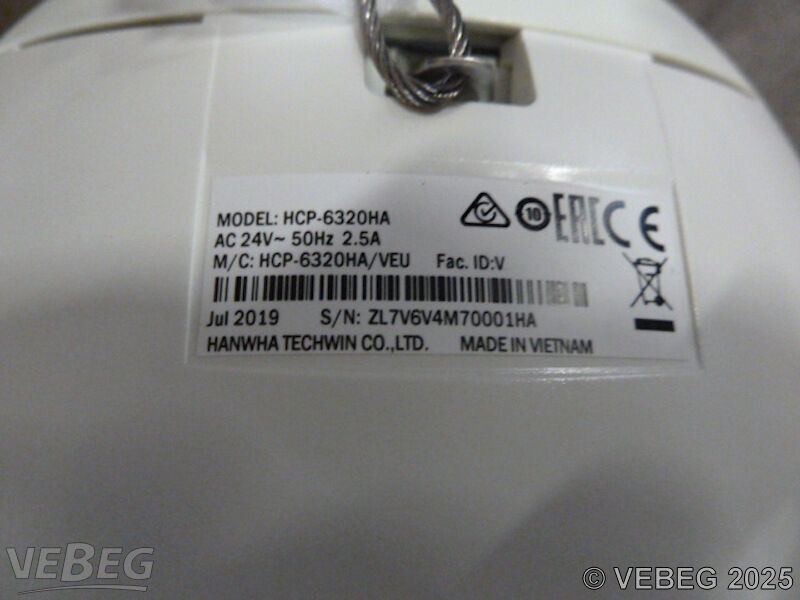 MODEL: HCP-6320HA
AC 24V~ 50Hz 2.5A
M/C: HCP-6320HA/VEU Fac. ID:V
10 EAC CE
Jul 2019 S/N: ZL7V6V4M70001HA
HANWHA TECHWIN CO.,LTD. MADE IN VIETNAM
VEBEG
© VEBEG 2025